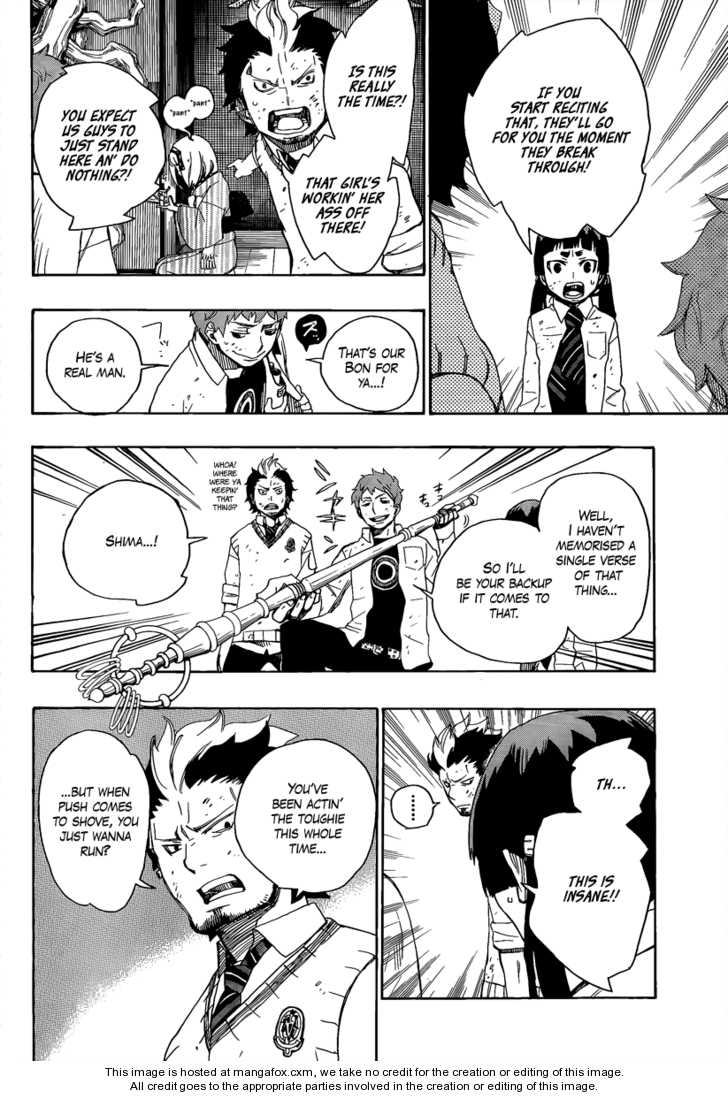 IF YOU
START RECITING
THAT, THEY'LL GO
FOR YOU THE MOMENT
THEY BREAK
THROUGH!
IS THIS
REALLY
THE TIME?!
THAT GIRL'S
WORKIN' HER
ASS OFF
THERE!
*PANT*
*PANT*
YOU EXPECT
US GUYS TO
JUST STAND
HERE AN' DO
NOTHING?!
THAT'S OUR
BON FOR
YA...!
HE'S A
REAL MAN.
WELL,
I HAVEN'T
MEMORISED A
SINGLE VERSE
OF THAT
THING...
SO I'LL
BE YOUR BACKUP
IF IT COMES TO
THAT.
WHOA!
WHERE
WERE YA
KEEPIN'
THAT
THING?
SHIMA...!
TH...
THIS IS
INSANE!!
......
YOU'VE
BEEN ACTIN'
THE TOUGHIE
THIS WHOLE
TIME...
...BUT WHEN
PUSH COMES
TO SHOVE, YOU
JUST WANNA
RUN?
This image is hosted at mangafox.cxm, we take no credit for the creation or editing of this image.
All credit goes to the appropriate parties involved in the creation or editing of this image.